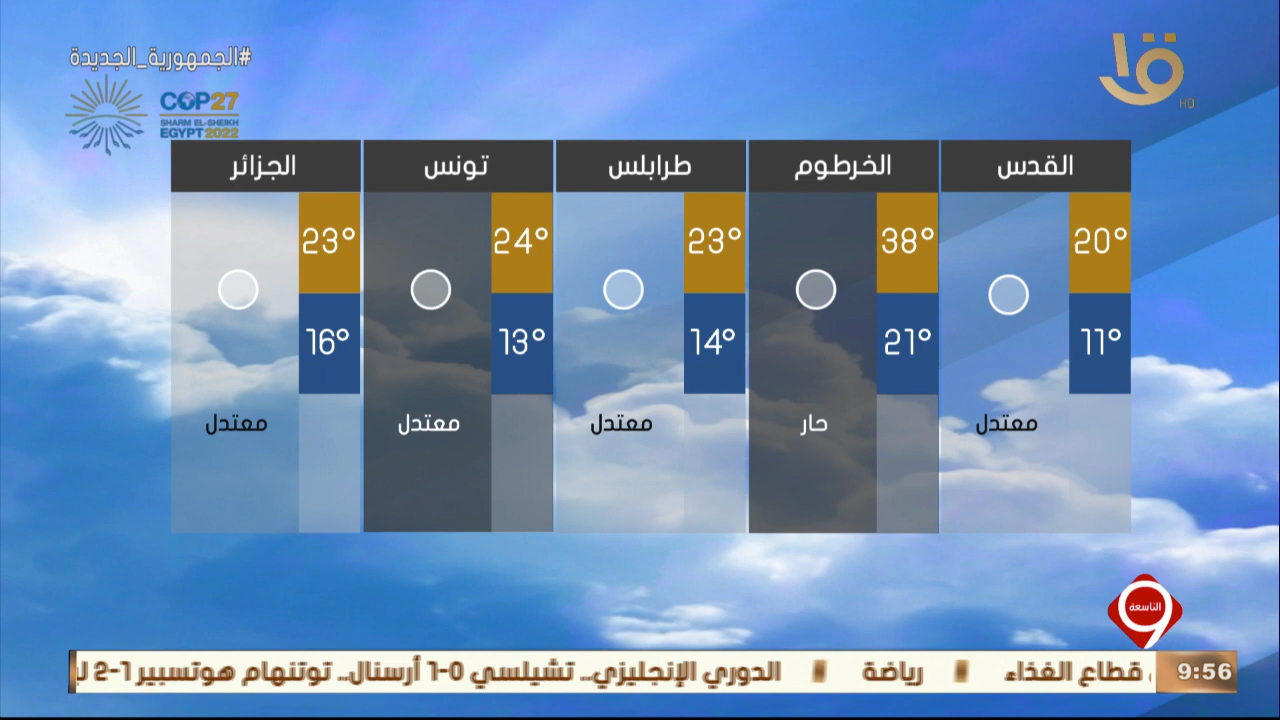 #الجمهورية_الجديدة
COP27
SHARM EL-SHEIKH
EGYPT 2022
HD
القدس
20°
11°
معتدل
الخرطوم
38°
21°
حار
طرابلس
23°
14°
معتدل
تونس
24°
13°
معتدل
الجزائر
23°
16°
معتدل
التاسعة
9
9:56
قطاع الغذاء ▪ رياضة ▪ الدوري الإنجليزي.. تشيلسي 0-1 أرسنال.. توتنهام هوتسبير 1-2